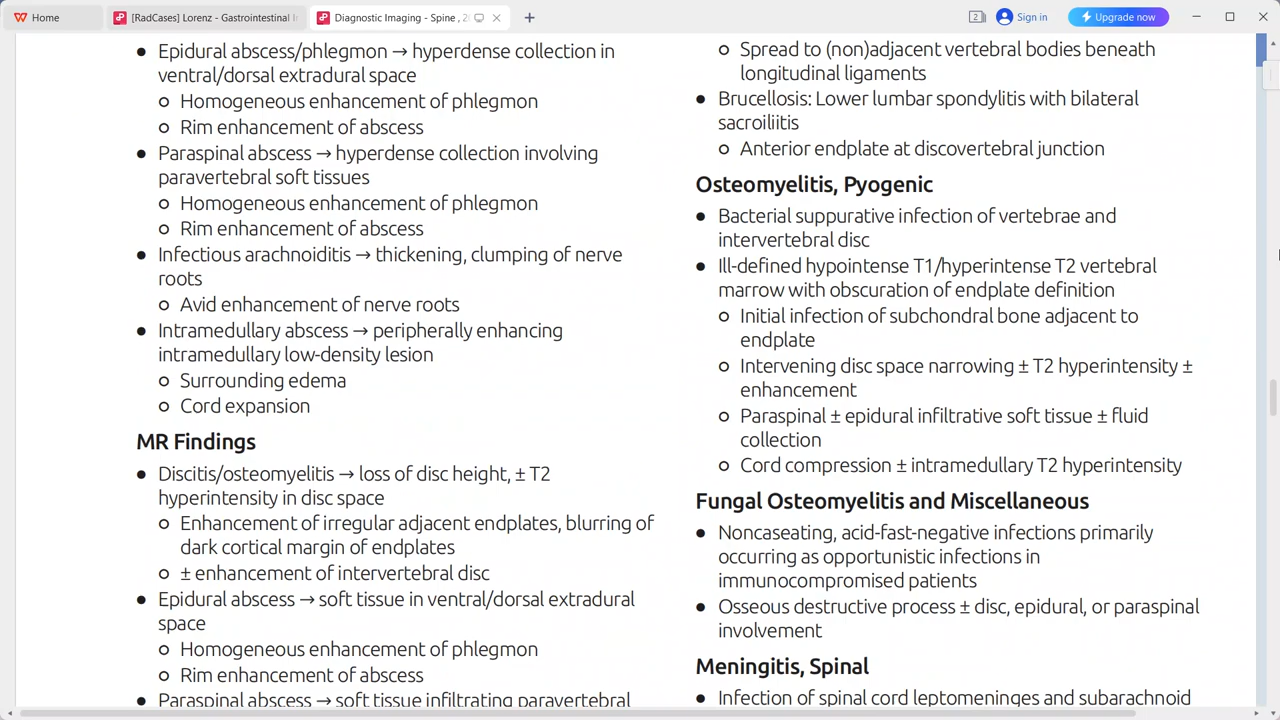 Home
[RadCases] Lorenz - Gastrointestinal I
Diagnostic Imaging - Spine , 2
2
Sign in
Upgrade now
● Epidural abscess/phlegmon → hyperdense collection in
ventral/dorsal extradural space
○ Homogeneous enhancement of phlegmon
○ Rim enhancement of abscess
● Paraspinal abscess → hyperdense collection involving
paravertebral soft tissues
○ Homogeneous enhancement of phlegmon
○ Rim enhancement of abscess
● Infectious arachnoiditis → thickening, clumping of nerve
roots
○ Avid enhancement of nerve roots
● Intramedullary abscess → peripherally enhancing
intramedullary low-density lesion
○ Surrounding edema
○ Cord expansion
MR Findings
● Discitis/osteomyelitis → loss of disc height, ± T2
hyperintensity in disc space
○ Enhancement of irregular adjacent endplates, blurring of
dark cortical margin of endplates
○ ± enhancement of intervertebral disc
● Epidural abscess → soft tissue in ventral/dorsal extradural
space
○ Homogeneous enhancement of phlegmon
○ Rim enhancement of abscess
● Paraspinal abscess → soft tissue infiltrating paravertebral
○ Spread to (non)adjacent vertebral bodies beneath
longitudinal ligaments
● Brucellosis: Lower lumbar spondylitis with bilateral
sacroiliitis
○ Anterior endplate at discovertebral junction
Osteomyelitis, Pyogenic
● Bacterial suppurative infection of vertebrae and
intervertebral disc
● Ill-defined hypointense T1/hyperintense T2 vertebral
marrow with obscuration of endplate definition
○ Initial infection of subchondral bone adjacent to
endplate
○ Intervening disc space narrowing ± T2 hyperintensity ±
enhancement
○ Paraspinal ± epidural infiltrative soft tissue ± fluid
collection
○ Cord compression ± intramedullary T2 hyperintensity
Fungal Osteomyelitis and Miscellaneous
● Noncaseating, acid-fast-negative infections primarily
occurring as opportunistic infections in
immunocompromised patients
● Osseous destructive process ± disc, epidural, or paraspinal
involvement
Meningitis, Spinal
● Infection of spinal cord leptomeninges and subarachnoid